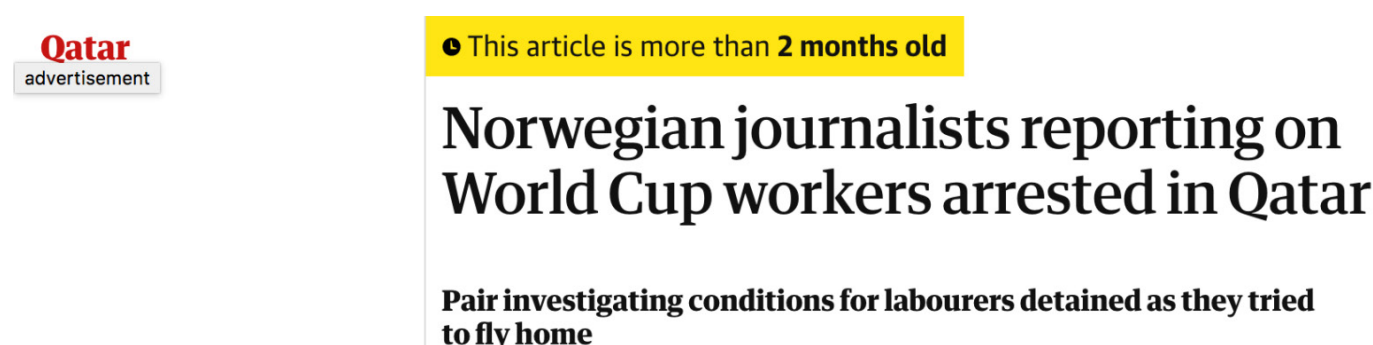 Qatar
advertisement
This article is more than 2 months old
Norwegian journalists reporting on
World Cup workers arrested in Qatar
Pair investigating conditions for labourers detained as they tried
to fly home